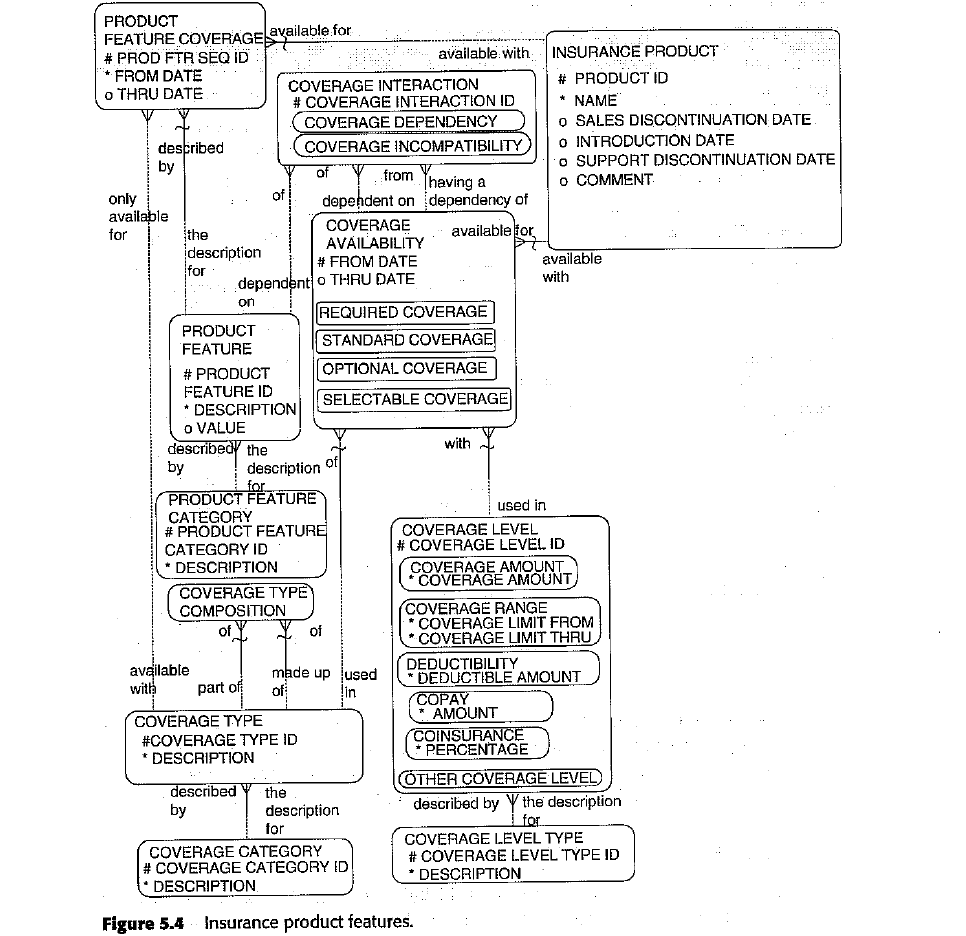 PRODUCT
FEATURE COVERAGE
# PROD FTR SEQ ID
* FROM DATE
o THRU DATE
available for
available with
INSURANCE PRODUCT
# PRODUCT ID
* NAME
o SALES DISCONTINUATION DATE
o INTRODUCTION DATE
o SUPPORT DISCONTINUATION DATE
o COMMENT
COVERAGE INTERACTION
# COVERAGE INTERACTION ID
COVERAGE DEPENDENCY
COVERAGE INCOMPATIBILITY
described
by
only
available
for
the
description
for
of
of
from
having a
dependency of
dependent on
dependent
on
COVERAGE
AVAILABILITY
# FROM DATE
o THRU DATE
REQUIRED COVERAGE
STANDARD COVERAGE
OPTIONAL COVERAGE
SELECTABLE COVERAGE
available for
available
with
PRODUCT
FEATURE
# PRODUCT
FEATURE ID
* DESCRIPTION
o VALUE
described
by
the
description
for
of
with
used in
PRODUCT FEATURE
CATEGORY
# PRODUCT FEATURE
CATEGORY ID
* DESCRIPTION
COVERAGE TYPE
COMPOSITION
of
of
available
with
part of
made up
of
used
in
COVERAGE LEVEL
# COVERAGE LEVEL ID
COVERAGE AMOUNT
* COVERAGE AMOUNT
COVERAGE RANGE
* COVERAGE LIMIT FROM
* COVERAGE LIMIT THRU
DEDUCTIBILITY
* DEDUCTIBLE AMOUNT
COPAY
* AMOUNT
COINSURANCE
* PERCENTAGE
OTHER COVERAGE LEVEL
COVERAGE TYPE
#COVERAGE TYPE ID
* DESCRIPTION
described
by
the
description
for
described by
the description
for
COVERAGE CATEGORY
# COVERAGE CATEGORY ID
* DESCRIPTION
COVERAGE LEVEL TYPE
# COVERAGE LEVEL TYPE ID
* DESCRIPTION
Figure 5.4 Insurance product features.